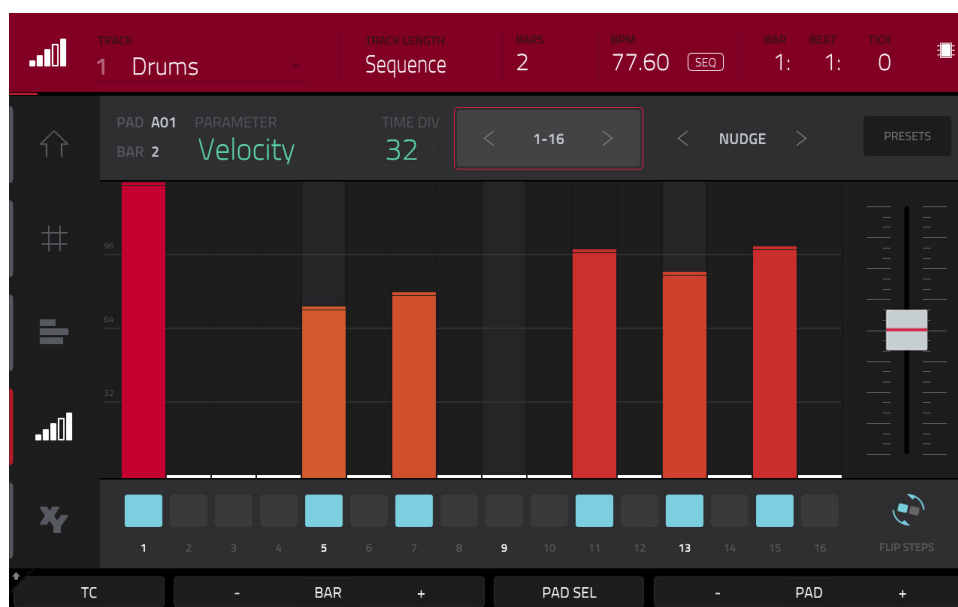 TRACK TRACK LENGTH BARS BPM BAR BEAT TICK
1 Drums Sequence 2 77.60 SEQ 1: 1: 0
PAD A01 PARAMETER TIME DIV
BAR 2 Velocity 32 < 1-16 > < NUDGE > PRESETS
96
64
32
XY
1 2 3 4 5 6 7 8 9 10 11 12 13 14 15 16 FLIP STEPS
TC - BAR + PAD SEL - PAD +